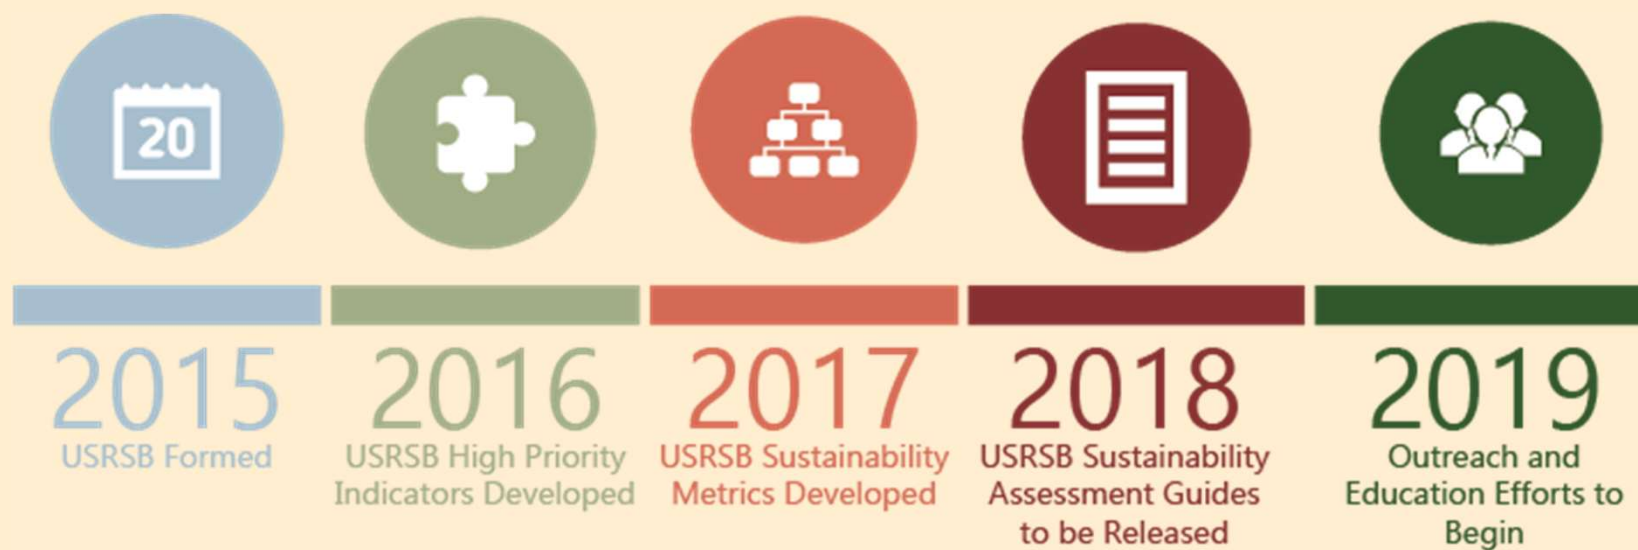 20
2015
USRSB Formed
2016
USRSB High Priority
Indicators Developed
2017
USRSB Sustainability
Metrics Developed
2018
USRSB Sustainability
Assessment Guides
to be Released
2019
Outreach and
Education Efforts to
Begin